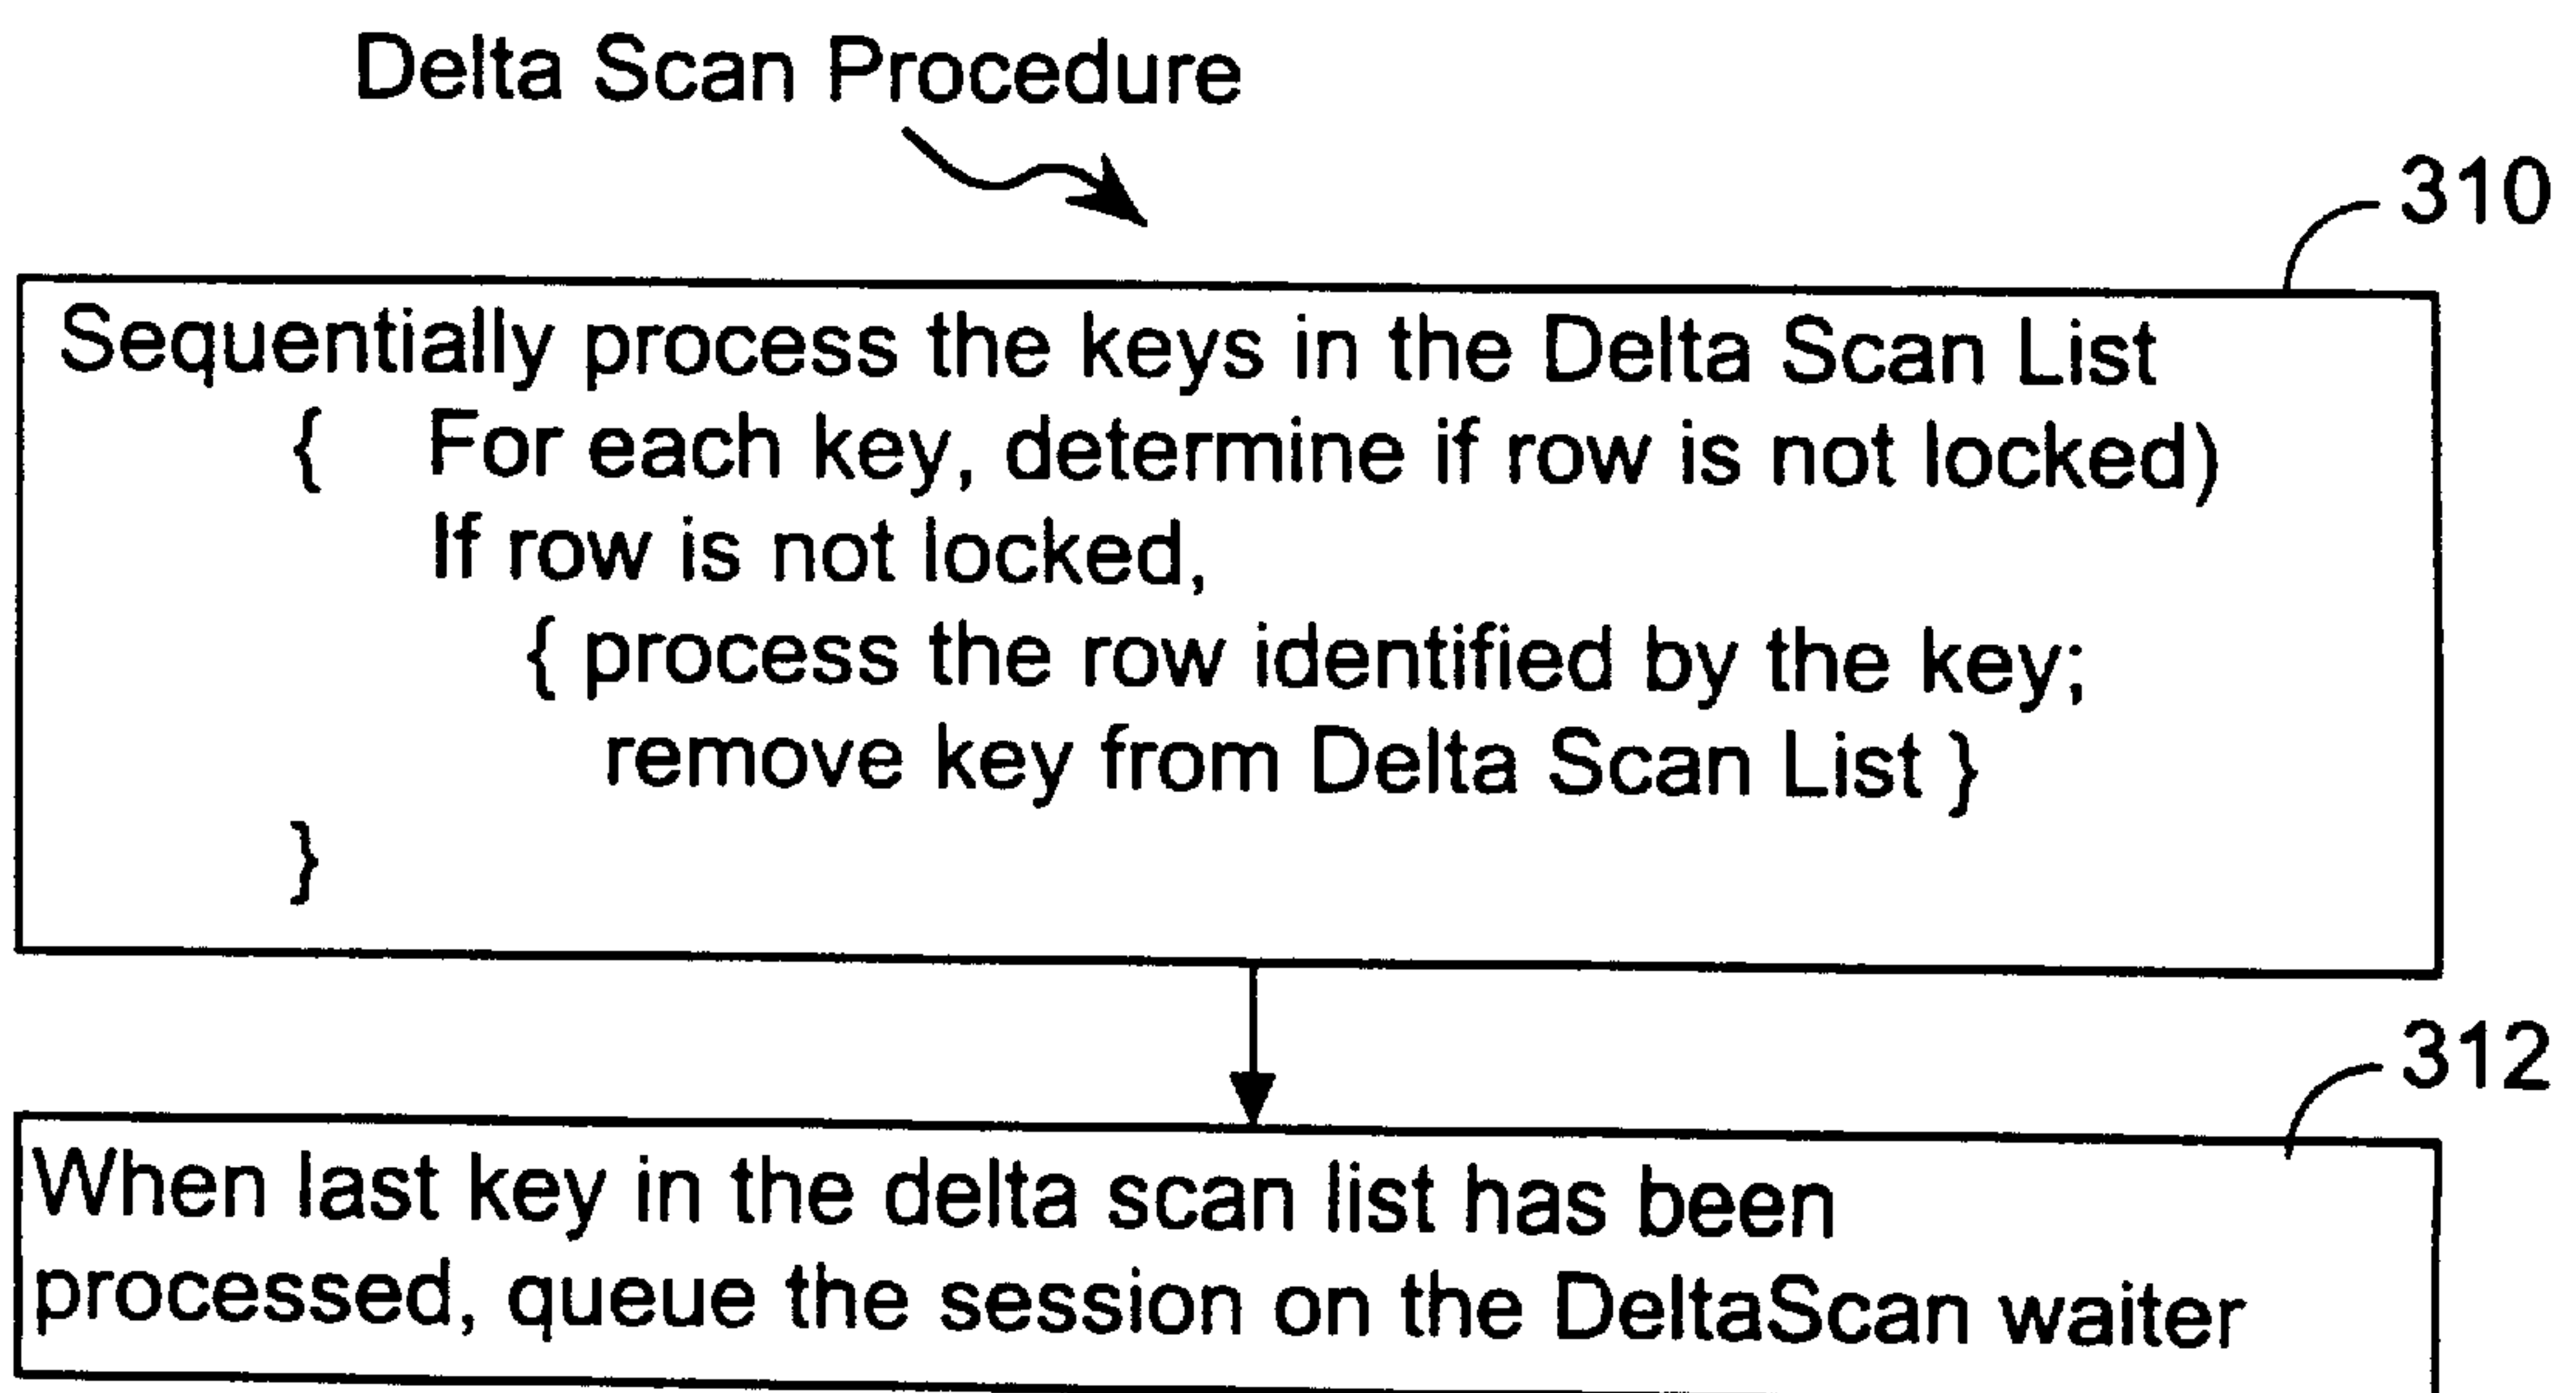 Delta Scan Procedure
310
Sequentially process the keys in the Delta Scan List
{ For each key, determine if row is not locked)
If row is not locked,
{ process the row identified by the key;
remove key from Delta Scan List }
}
312
When last key in the delta scan list has been
processed, queue the session on the DeltaScan waiter